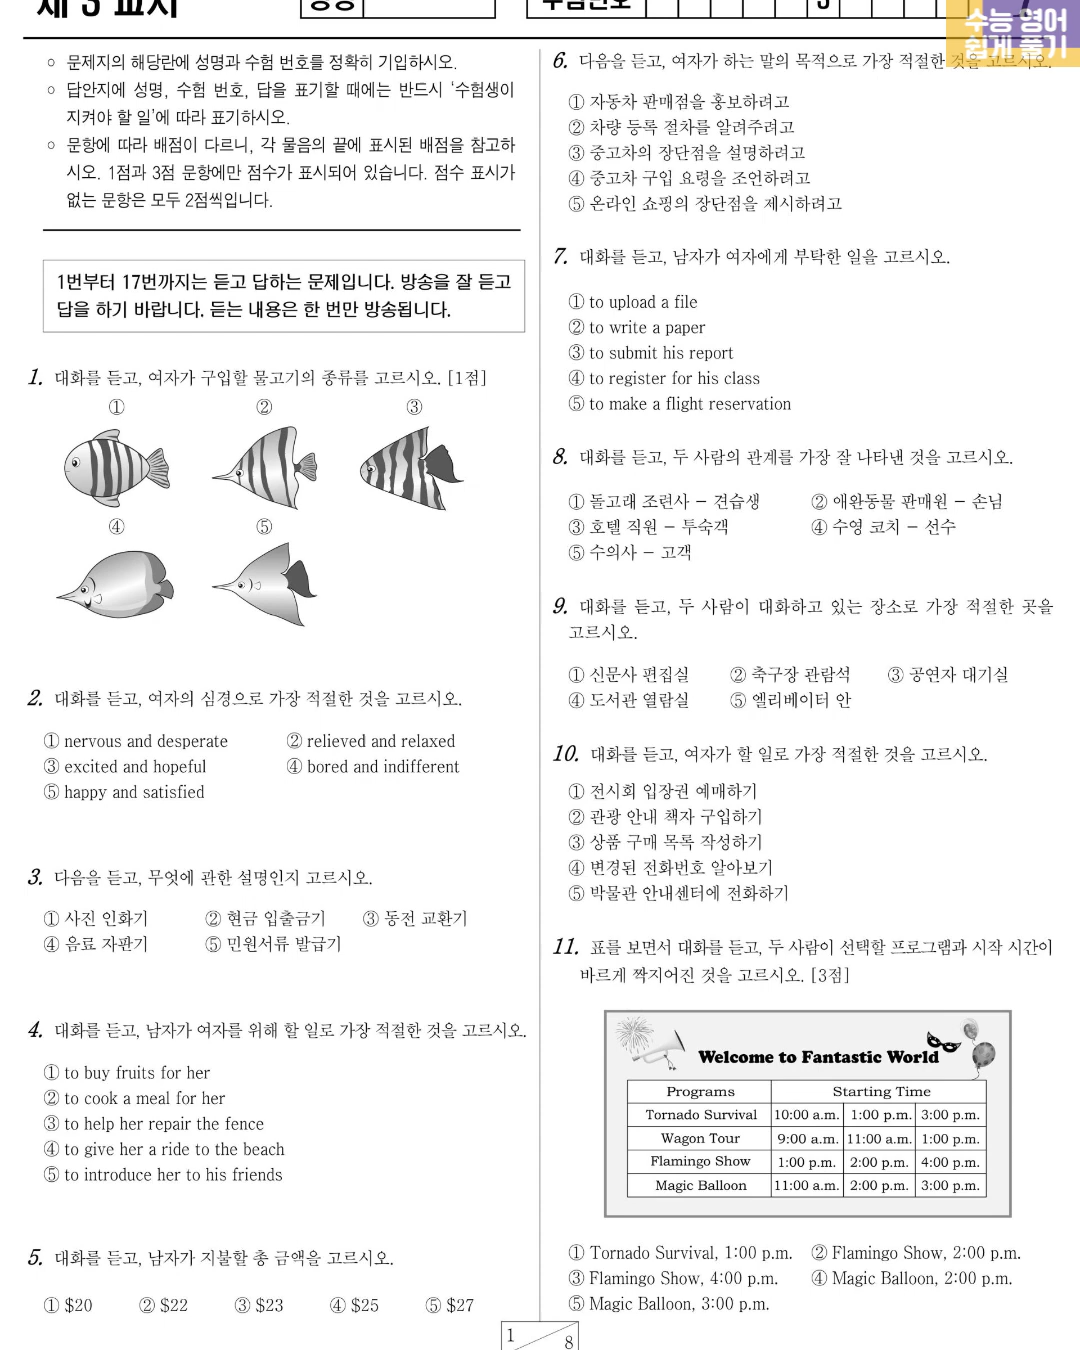 제 3 교시
성명
수험번호
3
수능 영어
쉽게 풀기
○ 문제지의 해당란에 성명과 수험 번호를 정확히 기입하시오.
○ 답안지에 성명, 수험 번호, 답을 표기할 때에는 반드시 ‘수험생이
지켜야 할 일’에 따라 표기하시오.
○ 문항에 따라 배점이 다르니, 각 물음의 끝에 표시된 배점을 참고하
시오. 1점과 3점 문항에만 점수가 표시되어 있습니다. 점수 표시가
없는 문항은 모두 2점씩입니다.
1번부터 17번까지는 듣고 답하는 문제입니다. 방송을 잘 듣고
답을 하기 바랍니다. 듣는 내용은 한 번만 방송됩니다.
1. 대화를 듣고, 여자가 구입할 물고기의 종류를 고르시오. [1점]
① ② ③
④ ⑤
2. 대화를 듣고, 여자의 심경으로 가장 적절한 것을 고르시오.
① nervous and desperate ② relieved and relaxed
③ excited and hopeful ④ bored and indifferent
⑤ happy and satisfied
3. 다음을 듣고, 무엇에 관한 설명인지 고르시오.
① 사진 인화기 ② 현금 입출금기 ③ 동전 교환기
④ 음료 자판기 ⑤ 민원서류 발급기
4. 대화를 듣고, 남자가 여자를 위해 할 일로 가장 적절한 것을 고르시오.
① to buy fruits for her
② to cook a meal for her
③ to help her repair the fence
④ to give her a ride to the beach
⑤ to introduce her to his friends
5. 대화를 듣고, 남자가 지불할 총 금액을 고르시오.
① $20 ② $22 ③ $23 ④ $25 ⑤ $27
6. 다음을 듣고, 여자가 하는 말의 목적으로 가장 적절한 것을 고르시오.
① 자동차 판매점을 홍보하려고
② 차량 등록 절차를 알려주려고
③ 중고차의 장단점을 설명하려고
④ 중고차 구입 요령을 조언하려고
⑤ 온라인 쇼핑의 장단점을 제시하려고
7. 대화를 듣고, 남자가 여자에게 부탁한 일을 고르시오.
① to upload a file
② to write a paper
③ to submit his report
④ to register for his class
⑤ to make a flight reservation
8. 대화를 듣고, 두 사람의 관계를 가장 잘 나타낸 것을 고르시오.
① 돌고래 조련사 – 견습생 ② 애완동물 판매원 – 손님
③ 호텔 직원 – 투숙객 ④ 수영 코치 – 선수
⑤ 수의사 – 고객
9. 대화를 듣고, 두 사람이 대화하고 있는 장소로 가장 적절한 곳을
고르시오.
① 신문사 편집실 ② 축구장 관람석 ③ 공연자 대기실
④ 도서관 열람실 ⑤ 엘리베이터 안
10. 대화를 듣고, 여자가 할 일로 가장 적절한 것을 고르시오.
① 전시회 입장권 예매하기
② 관광 안내 책자 구입하기
③ 상품 구매 목록 작성하기
④ 변경된 전화번호 알아보기
⑤ 박물관 안내센터에 전화하기
11. 표를 보면서 대화를 듣고, 두 사람이 선택할 프로그램과 시작 시간이
바르게 짝지어진 것을 고르시오. [3점]
Welcome to Fantastic World
Programs Starting Time
Tornado Survival 10:00 a.m. 1:00 p.m. 3:00 p.m.
Wagon Tour 9:00 a.m. 11:00 a.m. 1:00 p.m.
Flamingo Show 1:00 p.m. 2:00 p.m. 4:00 p.m.
Magic Balloon 11:00 a.m. 2:00 p.m. 3:00 p.m.
① Tornado Survival, 1:00 p.m. ② Flamingo Show, 2:00 p.m.
③ Flamingo Show, 4:00 p.m. ④ Magic Balloon, 2:00 p.m.
⑤ Magic Balloon, 3:00 p.m.
1 8